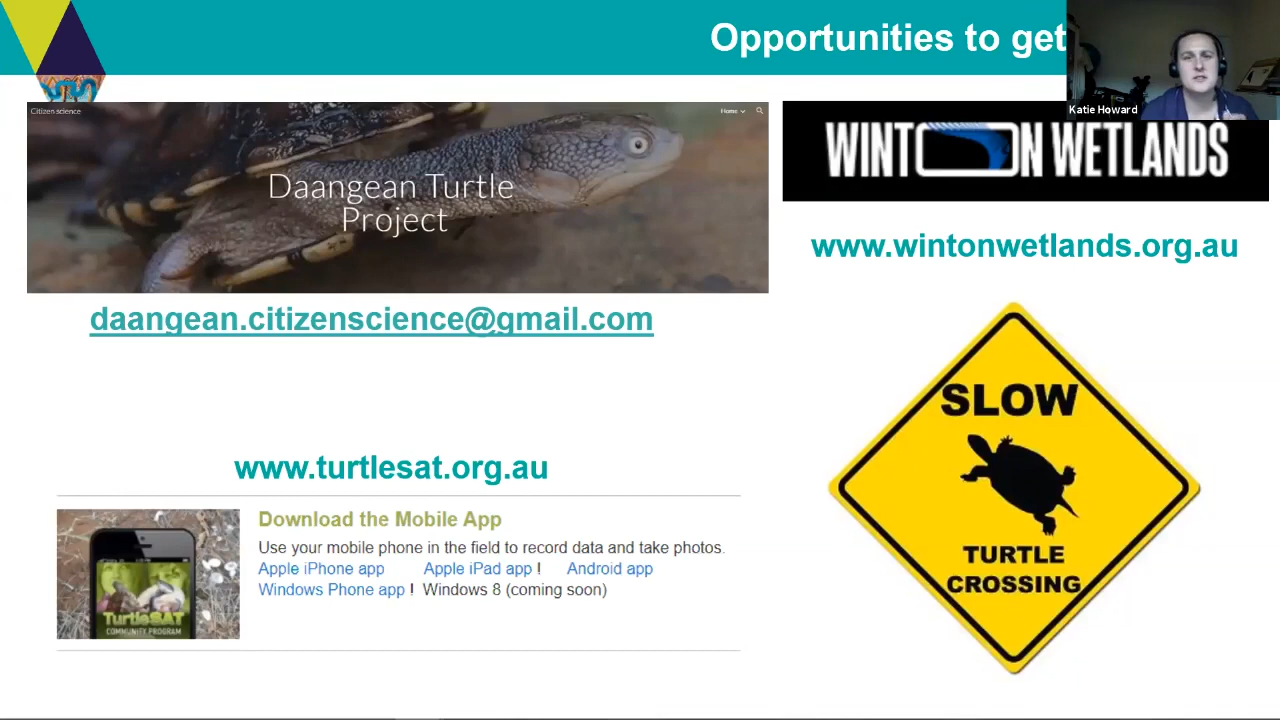 Opportunities to get
Katie Howard
Citizen science
Home
Daangean Turtle
Project
WINTON WETLANDS
www.wintonwetlands.org.au
daangean.citizenscience@gmail.com
SLOW
TURTLE
CROSSING
www.turtlesat.org.au
Download the Mobile App
Use your mobile phone in the field to record data and take photos.
Apple iPhone app Apple iPad app ! Android app
Windows Phone app ! Windows 8 (coming soon)
TurtleSAT
COMMUNITY PROGRAM